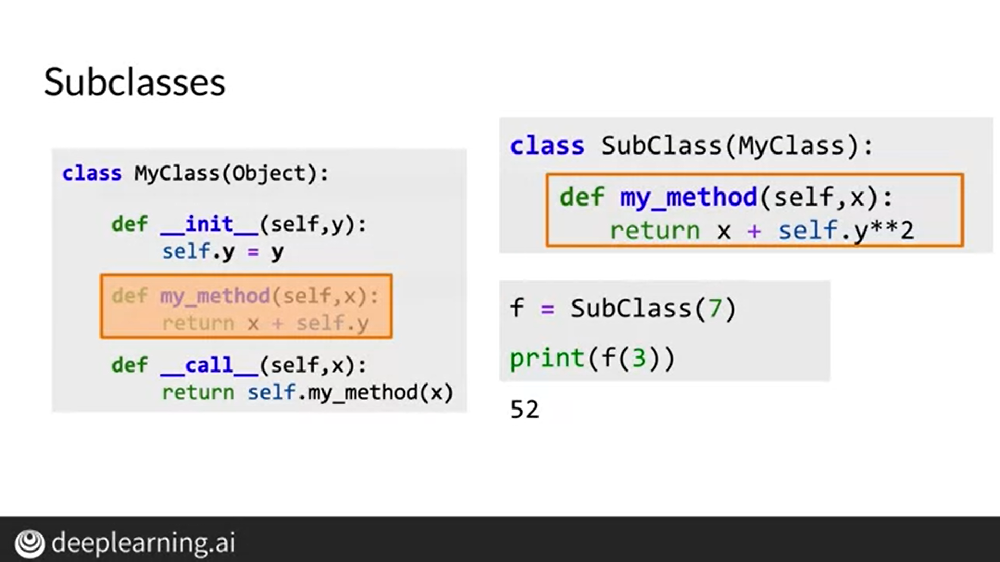 Subclasses
class MyClass(Object):
def __init__(self,y):
self.y = y
def my_method(self,x):
return x + self.y
def __call__(self,x):
return self.my_method(x)
class SubClass(MyClass):
def my_method(self,x):
return x + self.y**2
f = SubClass(7)
print(f(3))
52
deeplearning.ai